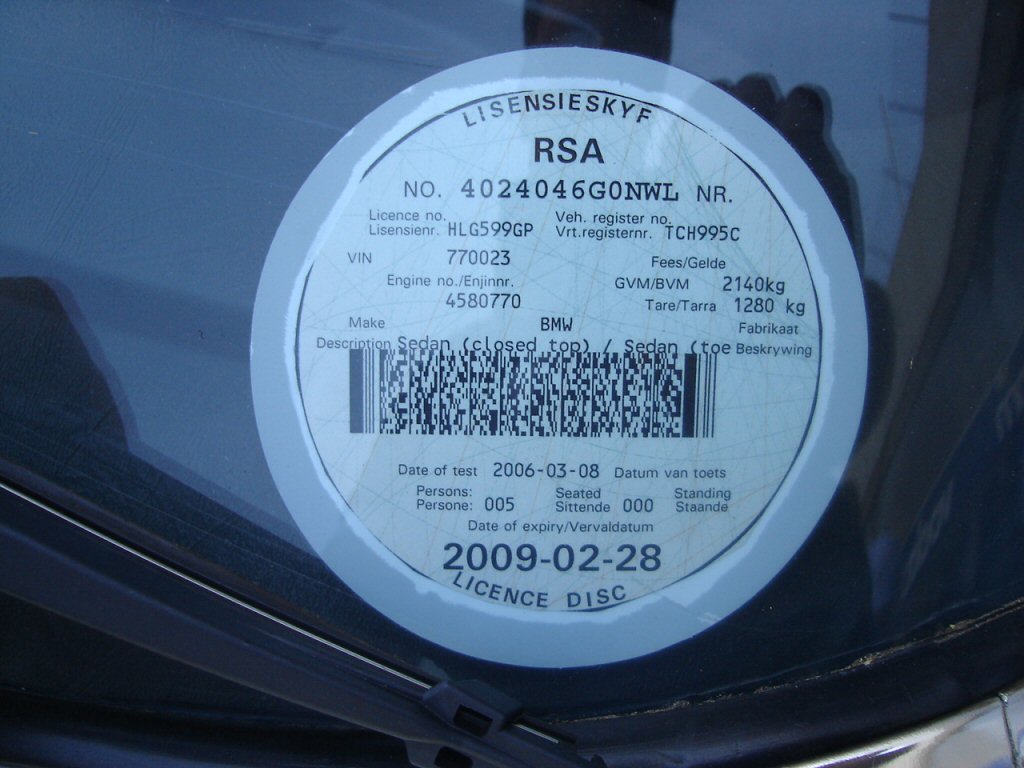 LISENSIESKYF
RSA
NO. 4024046G0NWL NR.
Licence no. Veh. register no.
Lisensienr. HLG599GP Vrt.registernr. TCH995C
VIN 770023 Fees/Gelde
Engine no./Enjinnr. GVM/BVM 2140kg
4580770 Tare/Tarra 1280 kg
Make BMW Fabrikaat
Description Sedan (closed top) / Sedan (toe Beskrywing
Date of test 2006-03-08 Datum van toets
Persons: Seated Standing
Persone: 005 Sittende 000 Staande
Date of expiry/Vervaldatum
2009-02-28
LICENCE DISC